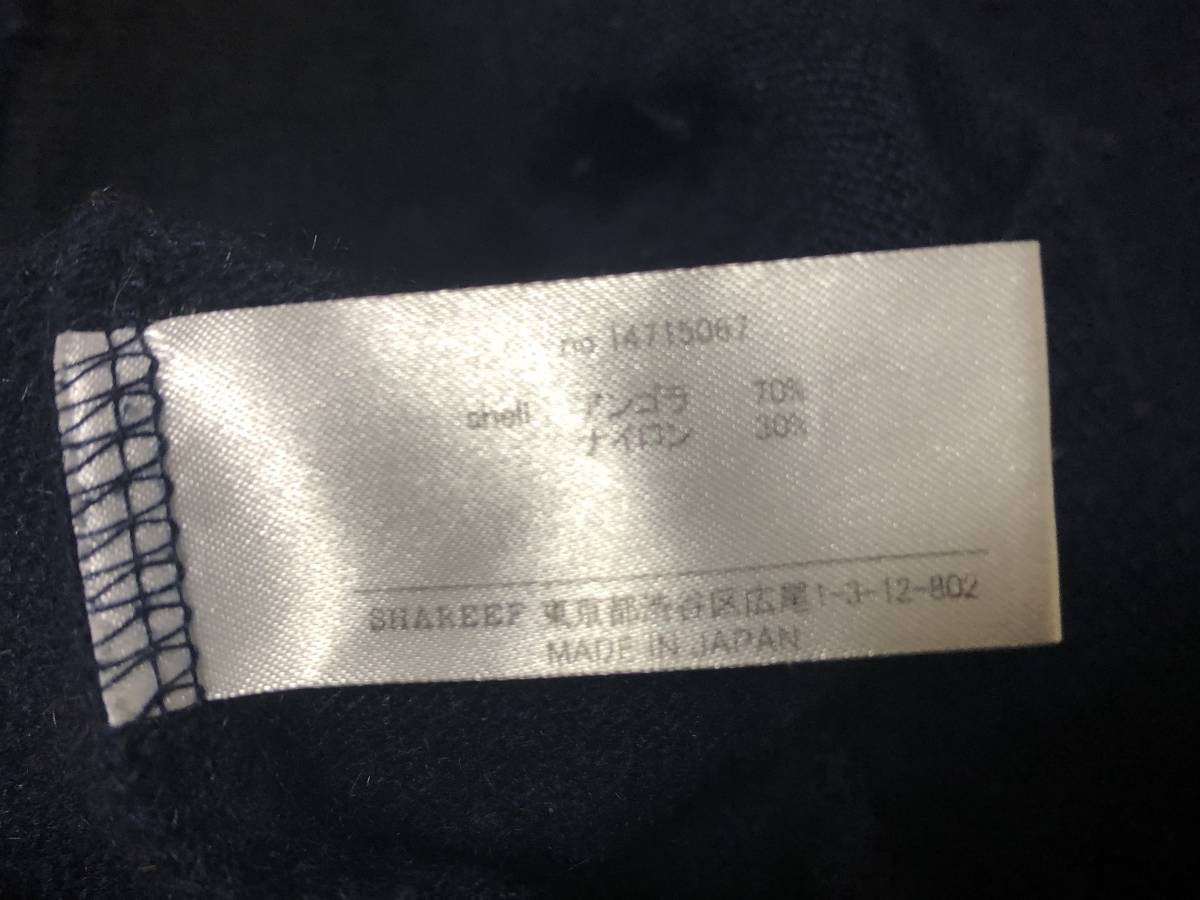 no 14715067
shell アンゴラ 70%
ナイロン 30%
SHAREEF 東京都渋谷区広尾1-3-12-802
MADE IN JAPAN